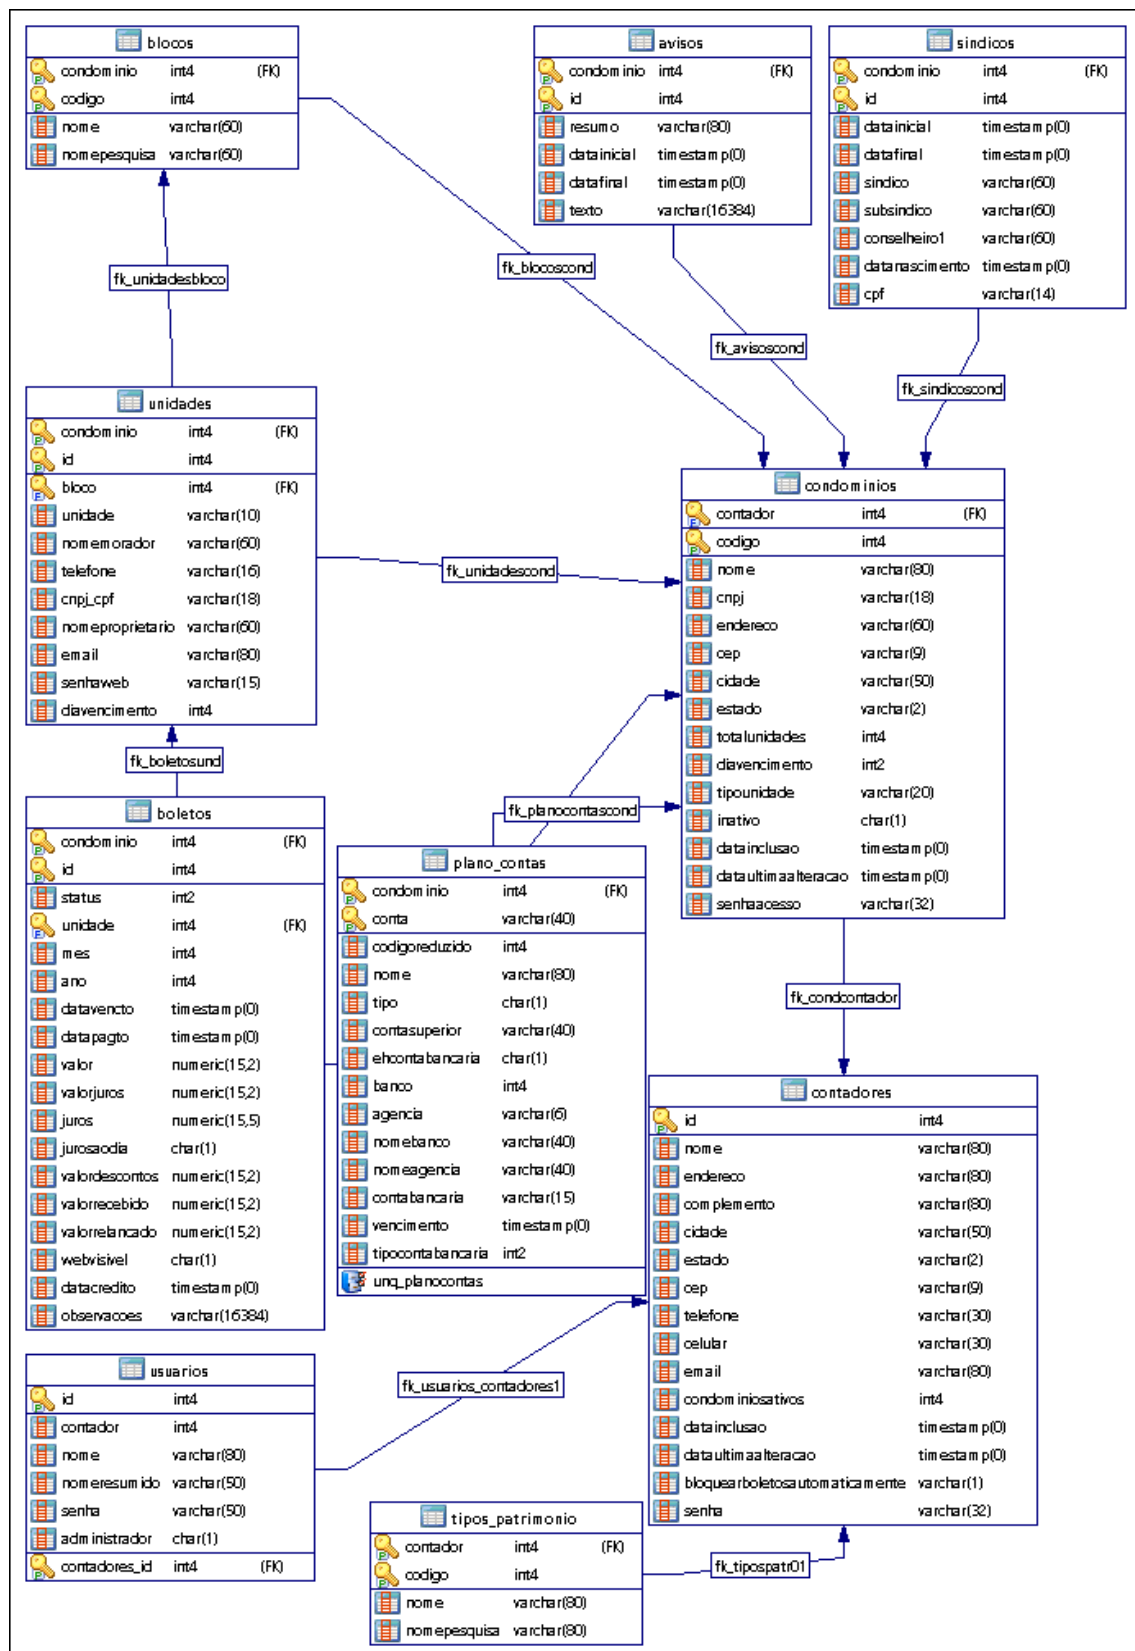 blocos
condominio int4 (FK)
codigo int4
nome varchar(60)
nomepesquisa varchar(60)
avisos
condominio int4 (FK)
id int4
resumo varchar(80)
datainicial timestamp(0)
datafinal timestamp(0)
texto varchar(16384)
sindicos
condominio int4 (FK)
id int4
datainicial timestamp(0)
datafinal timestamp(0)
sindico varchar(60)
subsindico varchar(60)
conselheiro1 varchar(60)
datanascimento timestamp(0)
cpf varchar(14)
fk_unidadesbloco
fk_blocoscond
fk_avisoscond
fk_sindicoscond
unidades
condominio int4 (FK)
id int4
bloco int4 (FK)
unidade varchar(10)
nomemorador varchar(60)
telefone varchar(16)
cnpj_cpf varchar(18)
nomeproprietario varchar(60)
email varchar(80)
senhaweb varchar(15)
diavencimento int4
fk_unidadescond
condominios
contador int4 (FK)
codigo int4
nome varchar(80)
cnpj varchar(18)
endereco varchar(60)
cep varchar(9)
cidade varchar(50)
estado varchar(2)
totalunidades int4
diavencimento int2
tipounidade varchar(20)
inativo char(1)
datainclusao timestamp(0)
dataultimaalteracao timestamp(0)
senhaacesso varchar(32)
fk_boletosund
fk_planocontascond
boletos
condominio int4 (FK)
id int4
status int2
unidade int4 (FK)
mes int4
ano int4
datavencto timestamp(0)
datapagto timestamp(0)
valor numeric(15,2)
valorjuros numeric(15,2)
juros numeric(15,5)
jurosaodia char(1)
valordescontos numeric(15,2)
valorrecebido numeric(15,2)
valorrelancado numeric(15,2)
webvisivel char(1)
datacredito timestamp(0)
observacoes varchar(16384)
plano_contas
condominio int4 (FK)
conta varchar(40)
codigoreduzido int4
nome varchar(80)
tipo char(1)
contasuperior varchar(40)
ehcontabancaria char(1)
banco int4
agencia varchar(6)
nomebanco varchar(40)
nomeagencia varchar(40)
contabancaria varchar(15)
vencimento timestamp(0)
tipocontabancaria int2
unq_planocontas
fk_condcontador
contadores
id int4
nome varchar(80)
endereco varchar(80)
complemento varchar(80)
cidade varchar(50)
estado varchar(2)
cep varchar(9)
telefone varchar(30)
celular varchar(30)
email varchar(80)
condominiosativos int4
datainclusao timestamp(0)
dataultimaalteracao timestamp(0)
bloquearboletosautomaticamente varchar(1)
senha varchar(32)
usuarios
id int4
contador int4
nome varchar(80)
nomeresumido varchar(50)
senha varchar(50)
administrador char(1)
contadores_id int4 (FK)
fk_usuarios_contadores1
tipos_patrimonio
contador int4 (FK)
codigo int4
nome varchar(80)
nomepesquisa varchar(80)
fk_tipospatr01